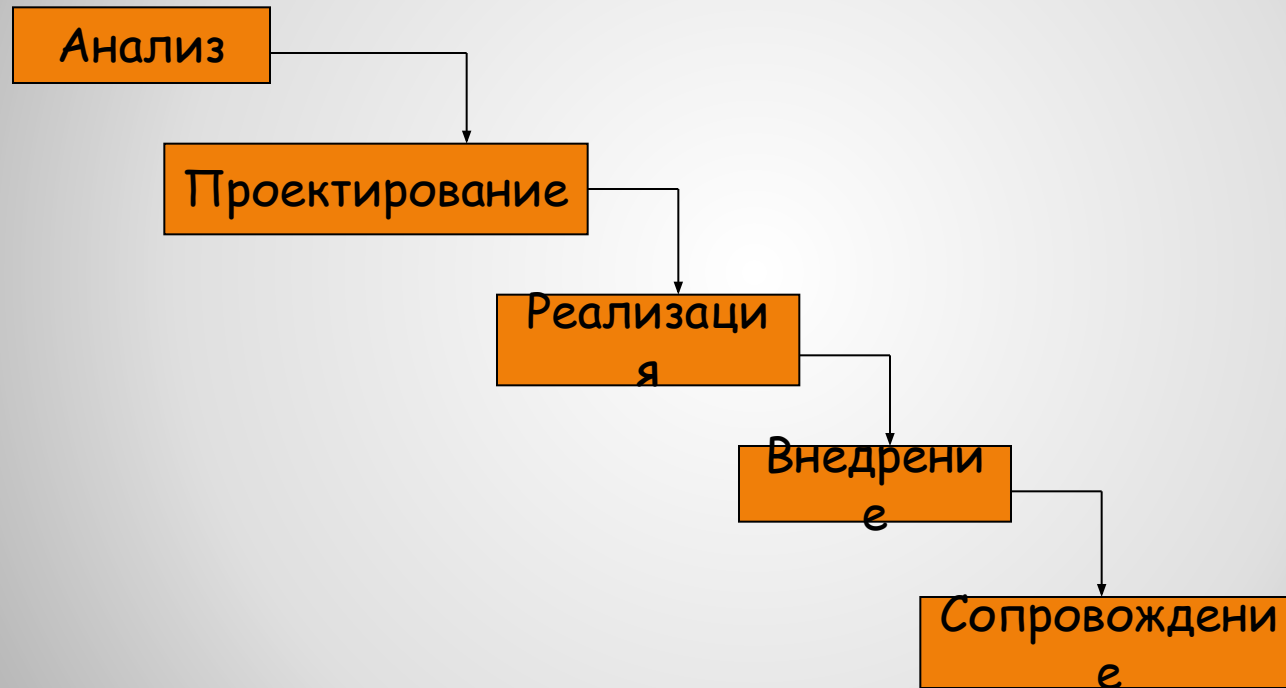 Анализ
Проектирование
Реализаци
я
Внедрени
е
Сопровождени
е